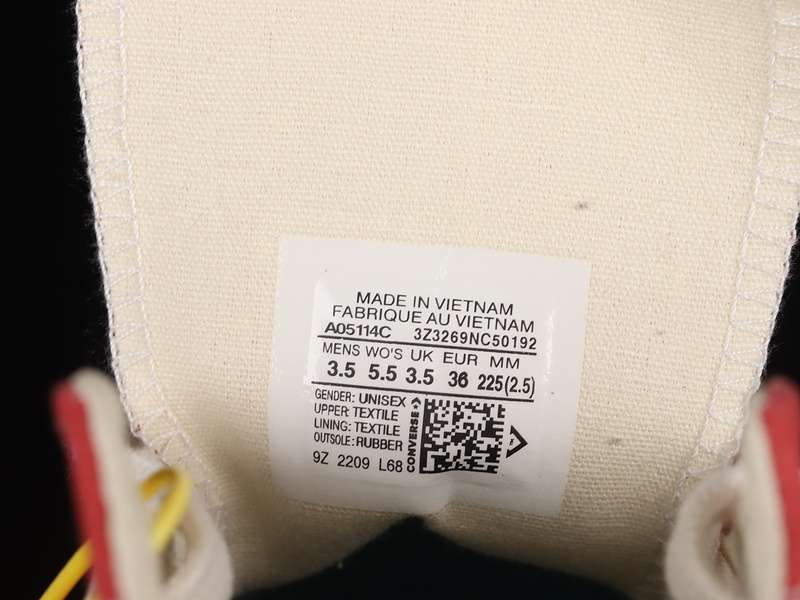 MADE IN VIETNAM
FABRIQUE AU VIETNAM
A05114C 3Z3269NC50192
MENS WO'S UK EUR MM
3.5 5.5 3.5 36 225(2.5)
GENDER: UNISEX
UPPER: TEXTILE
LINING: TEXTILE
OUTSOLE: RUBBER
9Z 2209 L68
CONVERSE